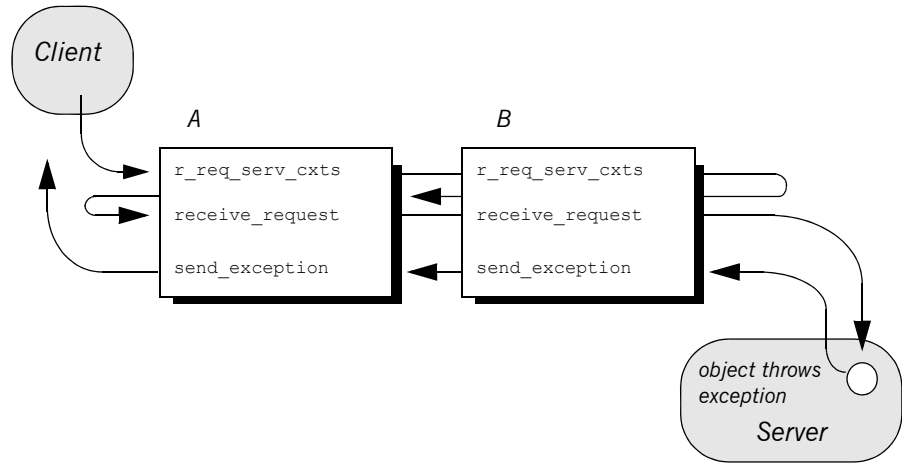 Client
A
B
r_req_serv_cxts
receive_request
send_exception
r_req_serv_cxts
receive_request
send_exception
object throws
exception
Server